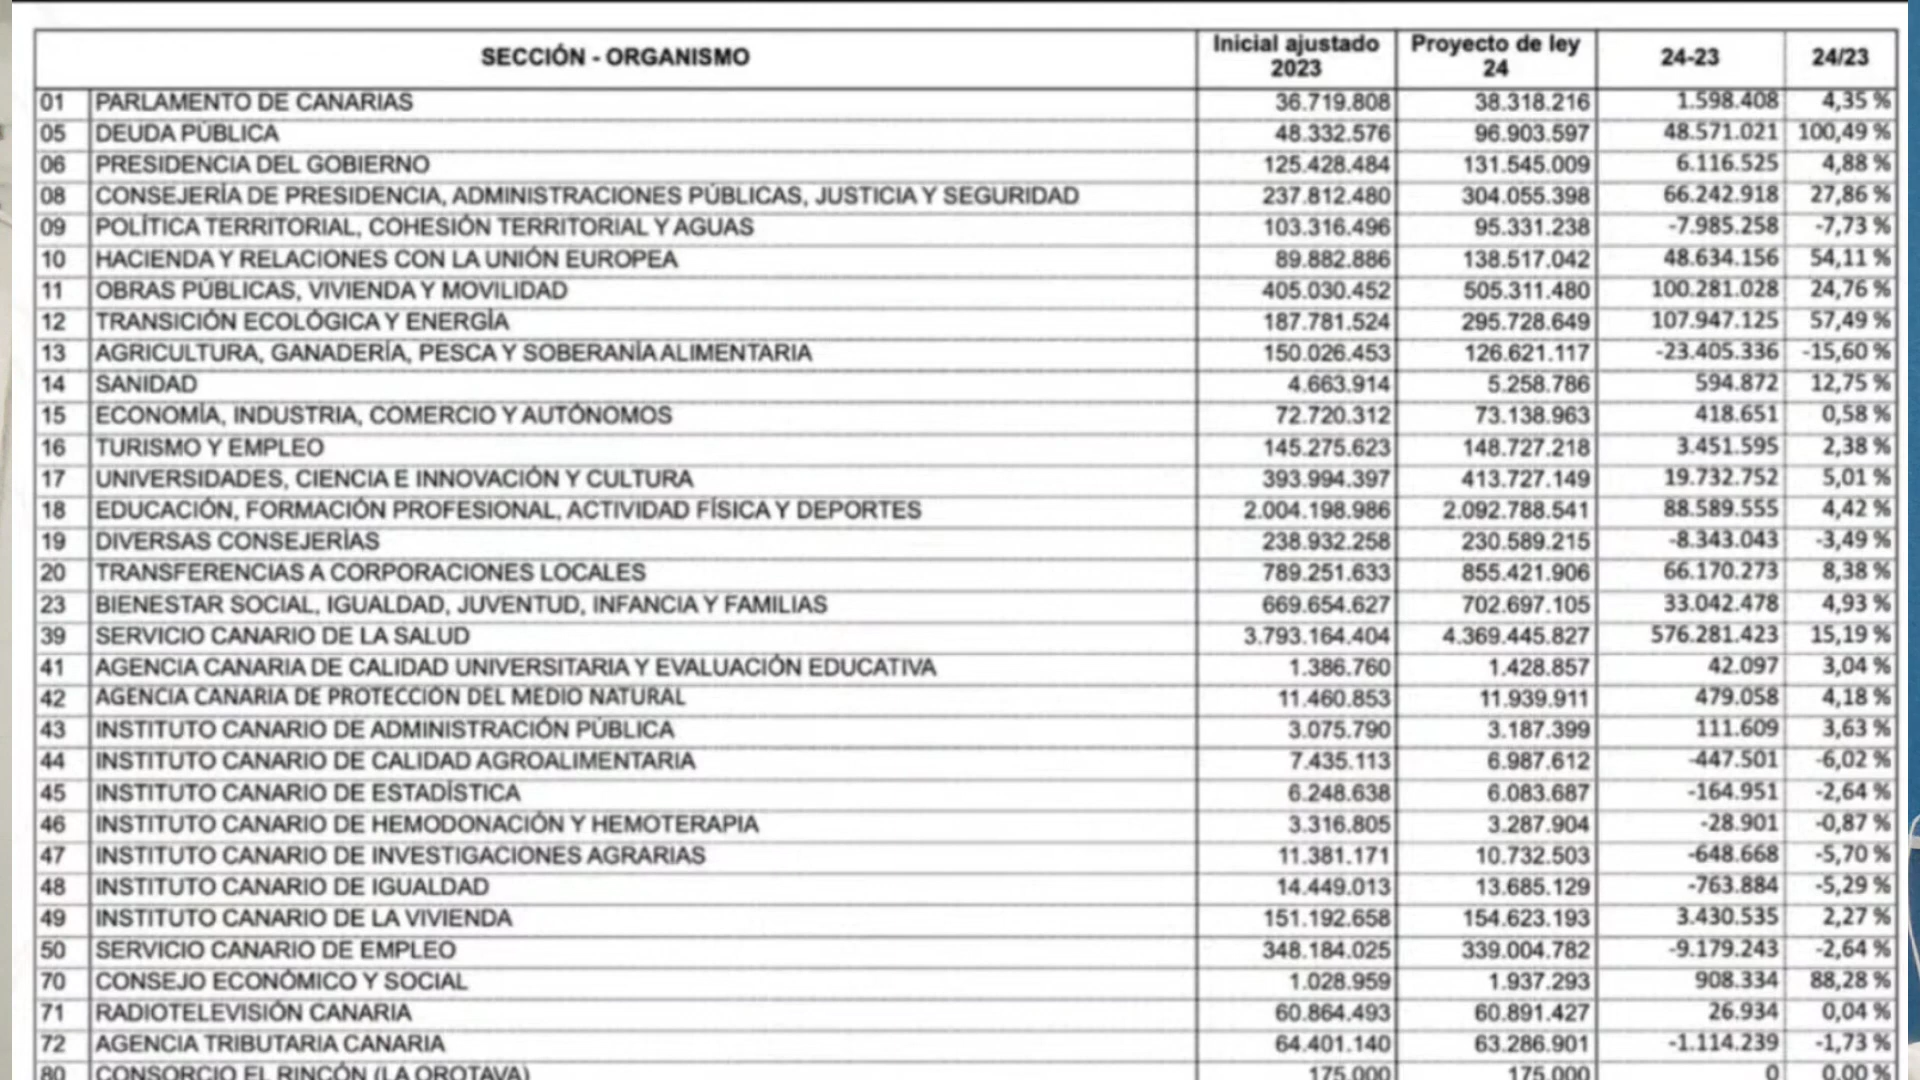 SECCIÓN - ORGANISMO Inicial ajustado 2023 Proyecto de ley 24 24-23 24/23
01 PARLAMENTO DE CANARIAS 36.719.808 38.318.216 1.598.408 4,35 %
05 DEUDA PÚBLICA 48.332.576 96.903.597 48.571.021 100,49 %
06 PRESIDENCIA DEL GOBIERNO 125.428.484 131.545.009 6.116.525 4,88 %
08 CONSEJERÍA DE PRESIDENCIA, ADMINISTRACIONES PÚBLICAS, JUSTICIA Y SEGURIDAD 237.812.480 304.055.398 66.242.918 27,86 %
09 POLÍTICA TERRITORIAL, COHESIÓN TERRITORIAL Y AGUAS 103.316.496 95.331.238 -7.985.258 -7,73 %
10 HACIENDA Y RELACIONES CON LA UNIÓN EUROPEA 89.882.886 138.517.042 48.634.156 54,11 %
11 OBRAS PÚBLICAS, VIVIENDA Y MOVILIDAD 405.030.452 505.311.480 100.281.028 24,76 %
12 TRANSICIÓN ECOLÓGICA Y ENERGÍA 187.781.524 295.728.649 107.947.125 57,49 %
13 AGRICULTURA, GANADERÍA, PESCA Y SOBERANÍA ALIMENTARIA 150.026.453 126.621.117 -23.405.336 -15,60 %
14 SANIDAD 4.663.914 5.258.786 594.872 12,75 %
15 ECONOMÍA, INDUSTRIA, COMERCIO Y AUTÓNOMOS 72.720.312 73.138.963 418.651 0,58 %
16 TURISMO Y EMPLEO 145.275.623 148.727.218 3.451.595 2,38 %
17 UNIVERSIDADES, CIENCIA E INNOVACIÓN Y CULTURA 393.994.397 413.727.149 19.732.752 5,01 %
18 EDUCACIÓN, FORMACIÓN PROFESIONAL, ACTIVIDAD FÍSICA Y DEPORTES 2.004.198.986 2.092.788.541 88.589.555 4,42 %
19 DIVERSAS CONSEJERÍAS 238.932.258 230.589.215 -8.343.043 -3,49 %
20 TRANSFERENCIAS A CORPORACIONES LOCALES 789.251.633 855.421.906 66.170.273 8,38 %
23 BIENESTAR SOCIAL, IGUALDAD, JUVENTUD, INFANCIA Y FAMILIAS 669.654.627 702.697.105 33.042.478 4,93 %
39 SERVICIO CANARIO DE LA SALUD 3.793.164.404 4.369.445.827 576.281.423 15,19 %
41 AGENCIA CANARIA DE CALIDAD UNIVERSITARIA Y EVALUACIÓN EDUCATIVA 1.386.760 1.428.857 42.097 3,04 %
42 AGENCIA CANARIA DE PROTECCION DEL MEDIO NATURAL 11.460.853 11.939.911 479.058 4,18 %
43 INSTITUTO CANARIO DE ADMINISTRACIÓN PÚBLICA 3.075.790 3.187.399 111.609 3,63 %
44 INSTITUTO CANARIO DE CALIDAD AGROALIMENTARIA 7.435.113 6.987.612 -447.501 -6,02 %
45 INSTITUTO CANARIO DE ESTADÍSTICA 6.248.638 6.083.687 -164.951 -2,64 %
46 INSTITUTO CANARIO DE HEMODONACIÓN Y HEMOTERAPIA 3.316.805 3.287.904 -28.901 -0,87 %
47 INSTITUTO CANARIO DE INVESTIGACIONES AGRARIAS 11.381.171 10.732.503 -648.668 -5,70 %
48 INSTITUTO CANARIO DE IGUALDAD 14.449.013 13.685.129 -763.884 -5,29 %
49 INSTITUTO CANARIO DE LA VIVIENDA 151.192.658 154.623.193 3.430.535 2,27 %
50 SERVICIO CANARIO DE EMPLEO 348.184.025 339.004.782 -9.179.243 -2,64 %
70 CONSEJO ECONÓMICO Y SOCIAL 1.028.959 1.937.293 908.334 88,28 %
71 RADIOTELEVISIÓN CANARIA 60.864.493 60.891.427 26.934 0,04 %
72 AGENCIA TRIBUTARIA CANARIA 64.401.140 63.286.901 -1.114.239 -1,73 %
80 CONSORCIO EL RINCÓN (LA OROTAVA) 175.000 175.000 0 0,00 %